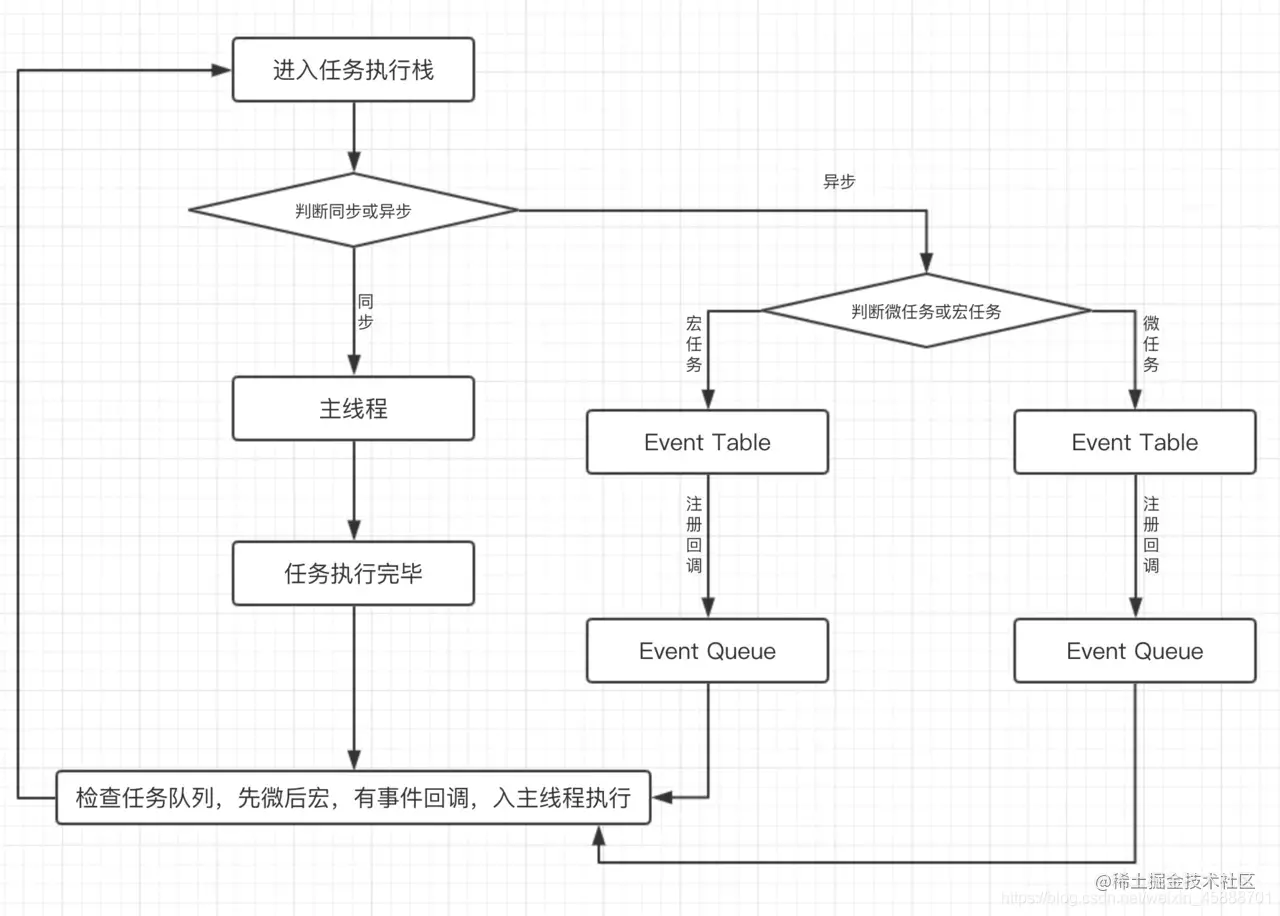 进入任务执行栈
异步
判断同步或异步
同步
判断微任务或宏任务
宏任务
微任务
主线程
Event Table
Event Table
注册回调
注册回调
任务执行完毕
Event Queue
Event Queue
检查任务队列，先微后宏，有事件回调，入主线程执行
@稀土掘金技术社区
https://blog.csdn.net/weixin_45888701